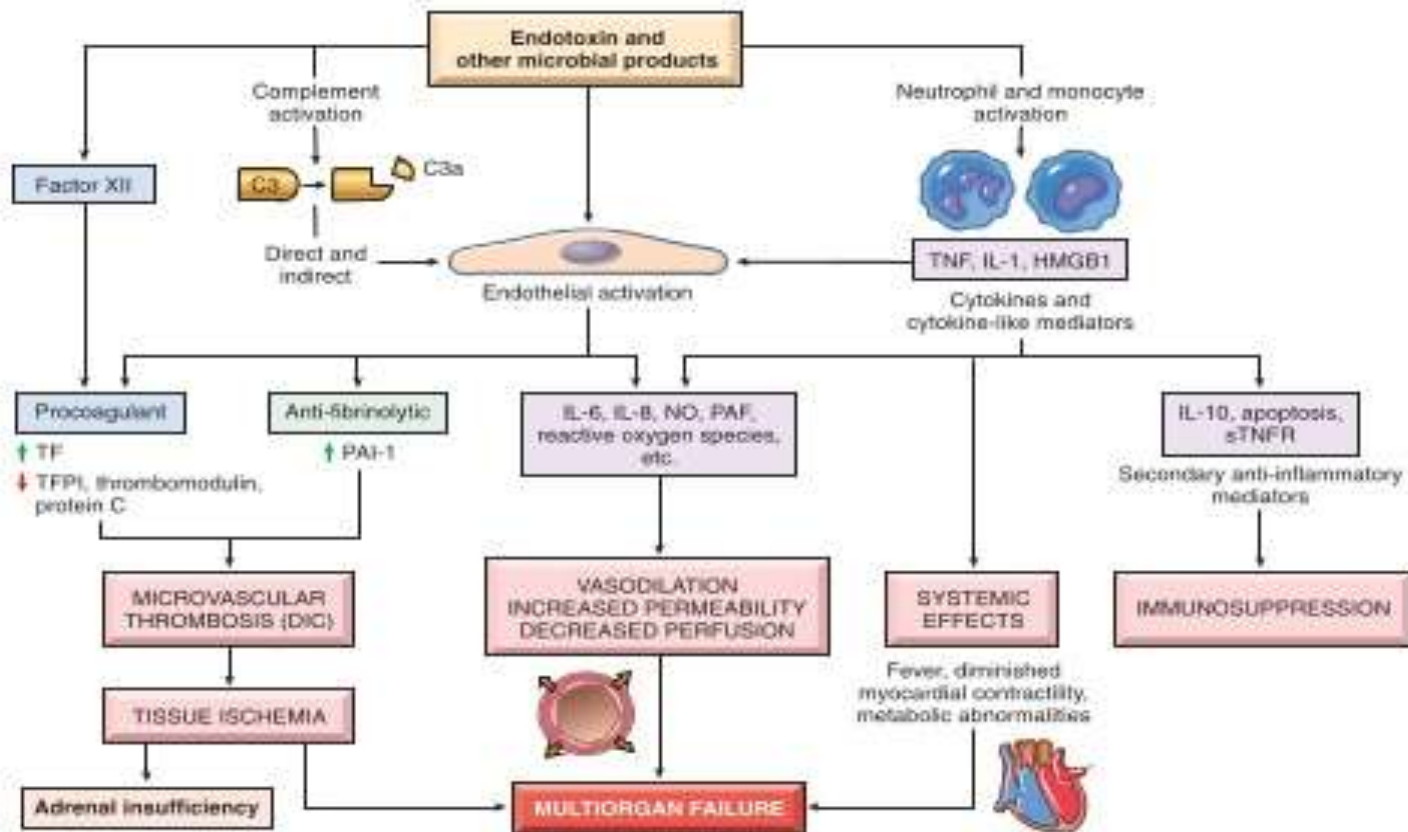 Endotoxin and
other microbial products
Complement
activation
Neutrophil and monocyte
activation
Factor XII
C3
C3a
Direct and
indirect
Endothelial activation
TNF, IL-1, HMGB1
Cytokines and
cytokine-like mediators
Procoagulant
↑ TF
↓ TFPI, thrombomodulin,
protein C
Anti-fibrinolytic
↑ PAI-1
IL-6, IL-8, NO, PAF,
reactive oxygen species,
etc.
IL-10, apoptosis,
sTNFR
Secondary anti-inflammatory
mediators
MICROVASCULAR
THROMBOSIS (DIC)
VASODILATION
INCREASED PERMEABILITY
DECREASED PERFUSION
SYSTEMIC
EFFECTS
IMMUNOSUPPRESSION
Fever, diminished
myocardial contractility,
metabolic abnormalities
TISSUE ISCHEMIA
Adrenal insufficiency
MULTIORGAN FAILURE